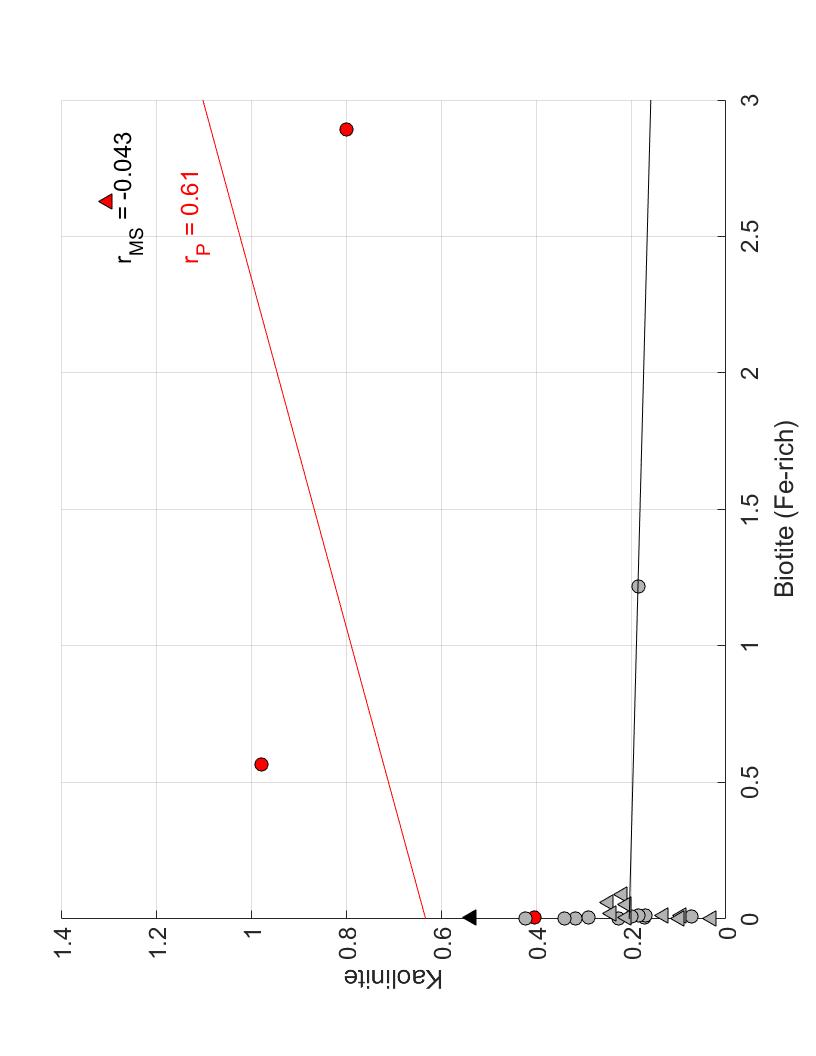 1.4
1.2
1
0.8
0.6
0.4
0.2
0
Kaolinite
r_MS = -0.043
r_P = 0.61
0 0.5 1 1.5 2 2.5 3
Biotite (Fe-rich)